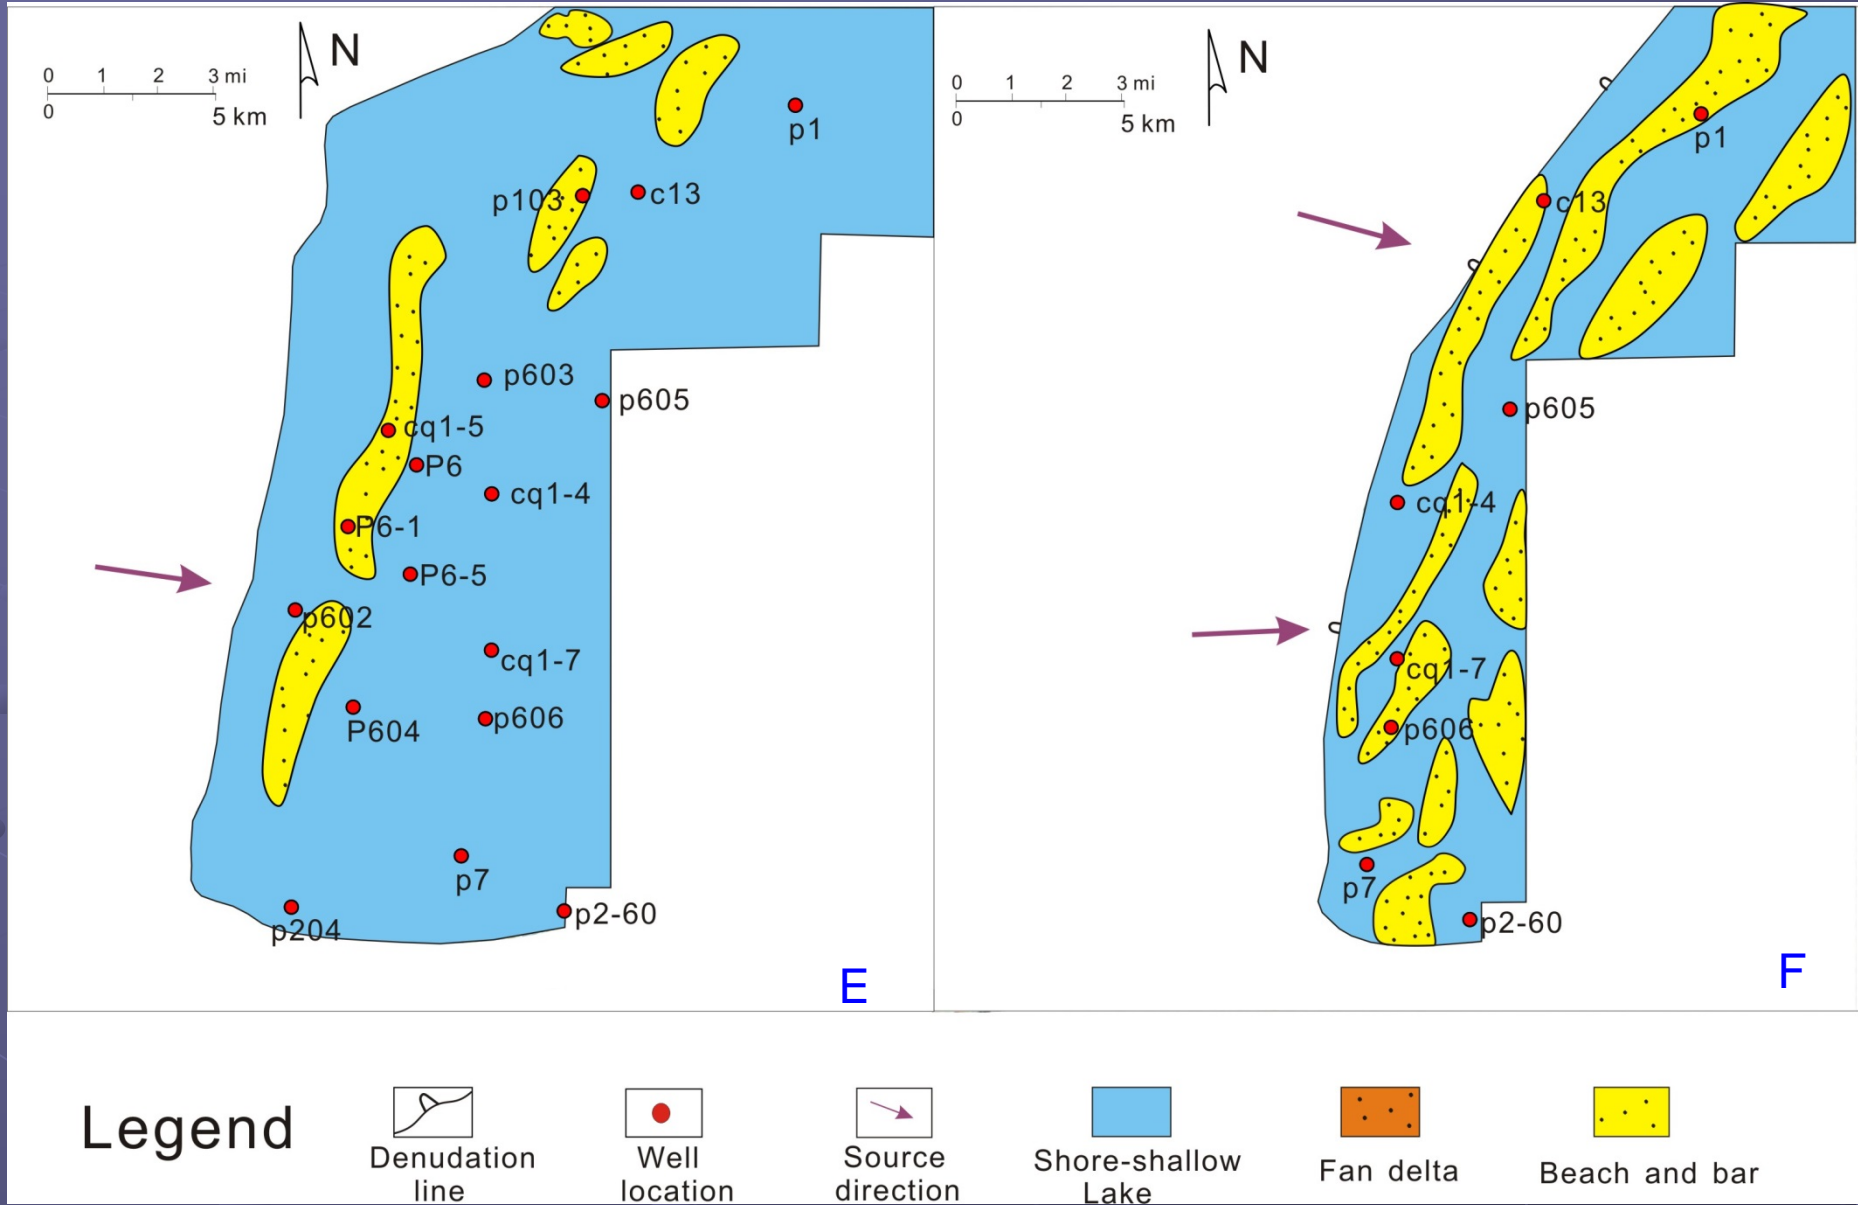 N
0 1 2 3 mi
0 5 km
p1
p103
c13
p603
p605
cq1-5
P6
cq1-4
P6-1
P6-5
p602
cq1-7
P604
p606
p7
p204
p2-60
E
N
0 1 2 3 mi
0 5 km
p1
c13
p605
cq1-4
cq1-7
p606
p7
p2-60
F
Legend
Denudation
line
Well
location
Source
direction
Shore-shallow
Lake
Fan delta
Beach and bar